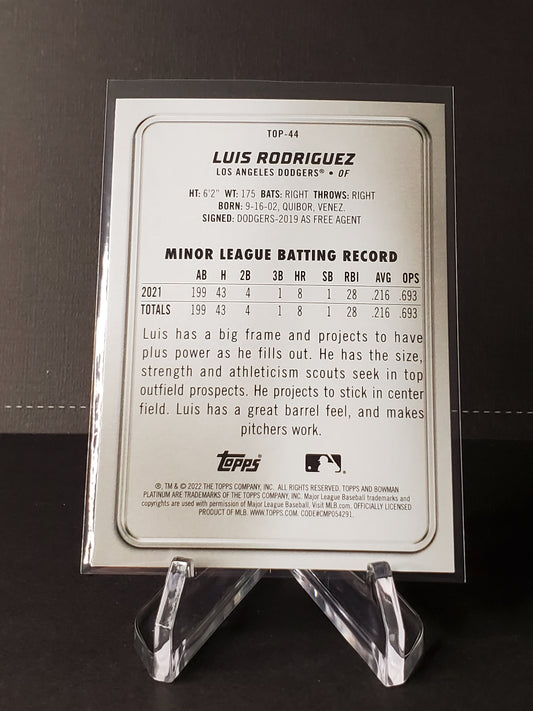 TOP-44
LUIS RODRIGUEZ
LOS ANGELES DODGERS® • OF
HT: 6'2" WT: 175 BATS: RIGHT THROWS: RIGHT
BORN: 9-16-02, QUIBOR, VENEZ.
SIGNED: DODGERS-2019 AS FREE AGENT
MINOR LEAGUE BATTING RECORD
AB H 2B 3B HR SB RBI AVG OPS
2021 199 43 4 1 8 1 28 .216 .693
TOTALS 199 43 4 1 8 1 28 .216 .693
Luis has a big frame and projects to have
plus power as he fills out. He has the size,
strength and athleticism scouts seek in top
outfield prospects. He projects to stick in center
field. Luis has a great barrel feel, and makes
pitchers work.
topps®
®, TM & © 2022 THE TOPPS COMPANY, INC. ALL RIGHTS RESERVED. TOPPS AND BOWMAN
PLATINUM ARE TRADEMARKS OF THE TOPPS COMPANY, INC. Major League Baseball trademarks and
copyrights are used with permission of Major League Baseball. Visit MLB.com. OFFICIALLY LICENSED
PRODUCT OF MLB. WWW.TOPPS.COM. CODE#CMP054291.